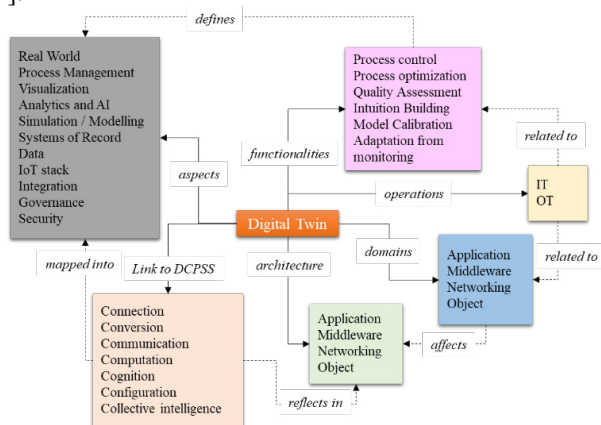 ].
defines
Real World
Process Management
Visualization
Analytics and AI
Simulation / Modelling
Systems of Record
Data
IoT stack
Integration
Governance
Security
Process control
Process optimization
Quality Assessment
Intuition Building
Model Calibration
Adaptation from
monitoring
functionalities
related to
aspects
operations
IT
OT
Digital Twin
mapped into
Link to DCPSS
architecture
domains
related to
Application
Middleware
Networking
Object
Connection
Conversion
Communication
Computation
Cognition
Configuration
Collective intelligence
Application
Middleware
Networking
Object
affects
reflects in